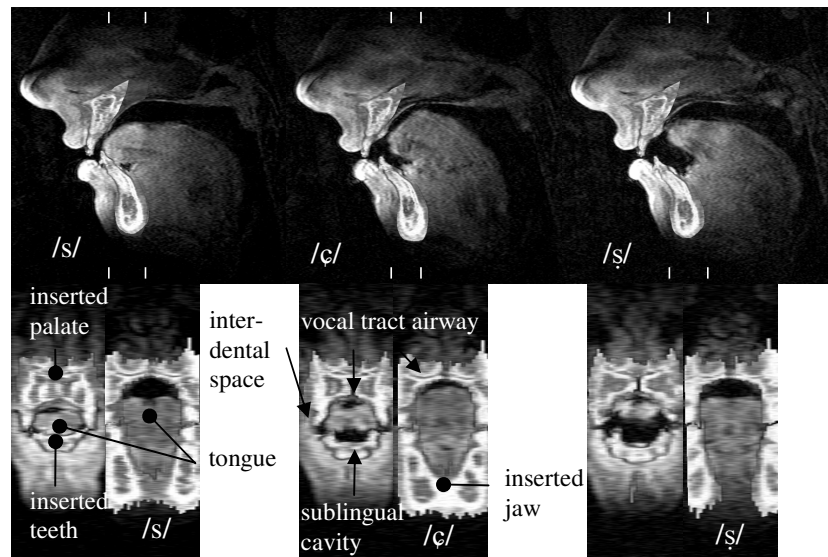 /s/
/ɕ/
/ṣ/
inserted
palate
inter-
dental
space
vocal tract airway
tongue
inserted
teeth
/s/
sublingual
cavity
/ɕ/
inserted
jaw
/ṣ/